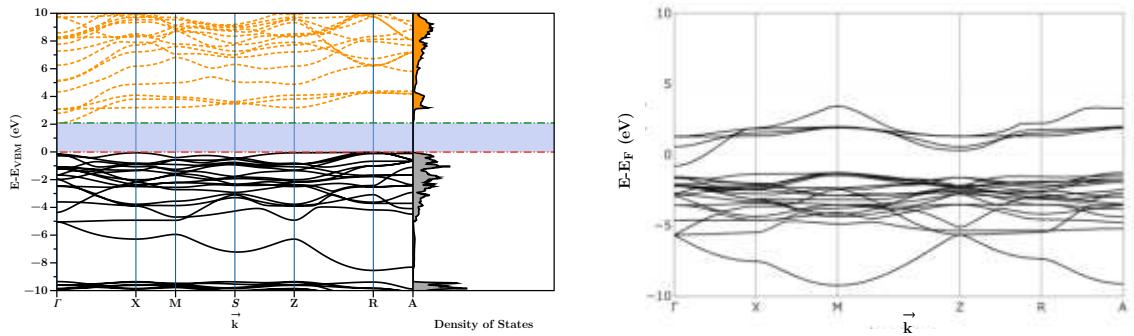 10
8
6
4
2
0
−2
−4
−6
−8
−10
E-E_VBM (eV)
Γ X M S Z R A
k
Density of States
10
5
0
−5
−10
E-E_F (eV)
Γ X M Z R A
k